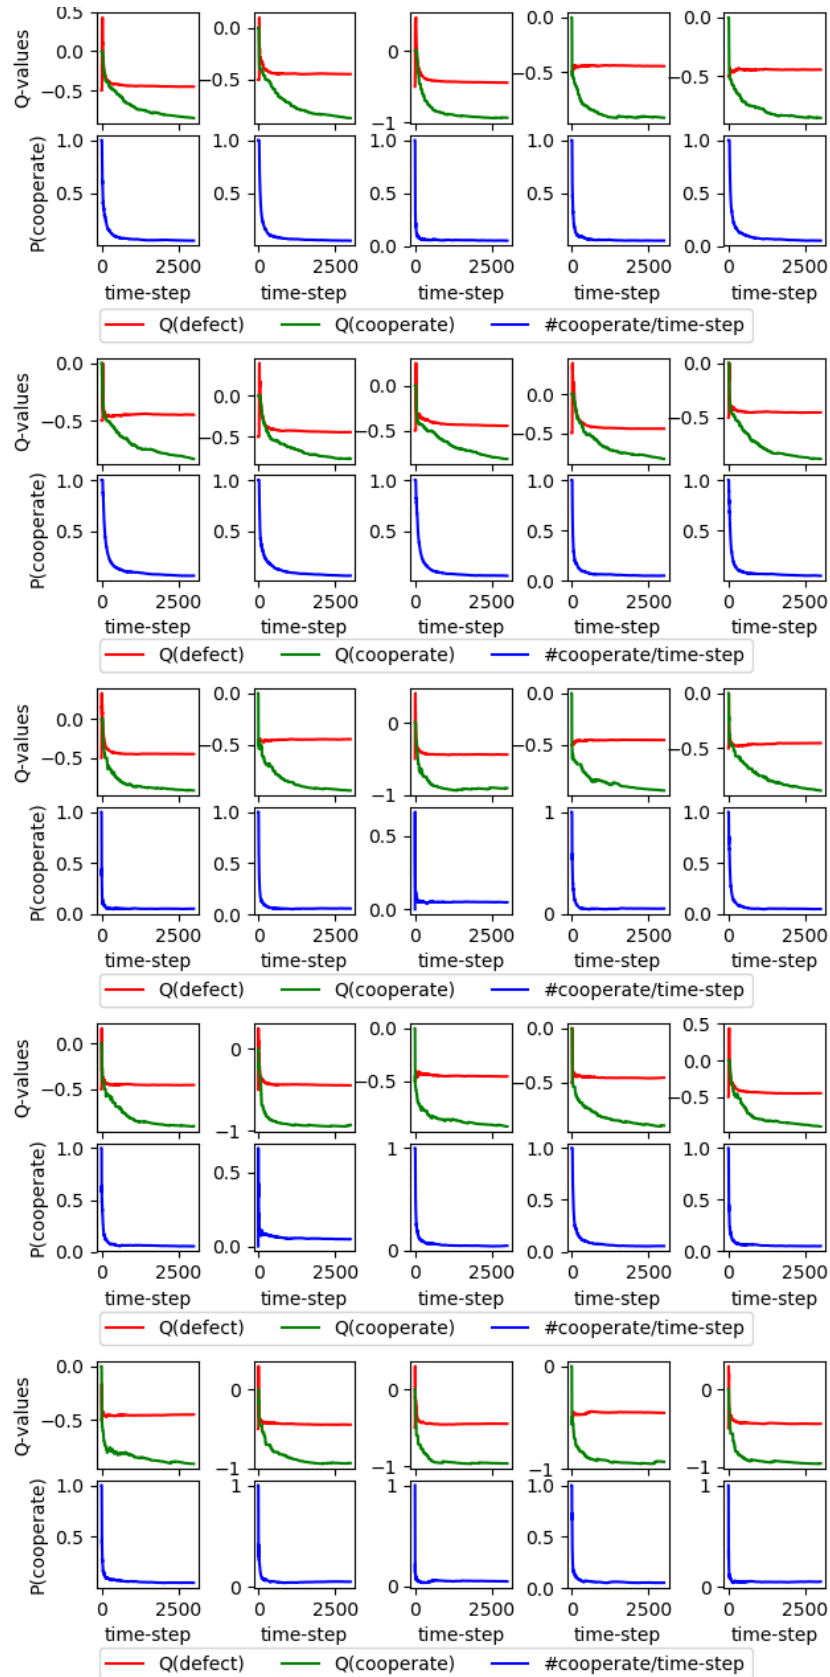 0.5
0.0 0.0 0.0 0.0
0.0
−0.5 −0.5 −0.5
−0.5
−1
Q-values
1.0 1.0 1.0 1.0 1.0
0.5 0.5 0.5 0.5 0.5
0.0 0.0 0.0
P(cooperate)
0 2500 0 2500 0 2500 0 2500 0 2500
time-step time-step time-step time-step time-step
Q(defect) Q(cooperate) #cooperate/time-step
0.0 0.0
0.0 0.0 0.0
−0.5 −0.5 −0.5 −0.5 −0.5
Q-values
1.0 1.0 1.0 1.0 1.0
0.5 0.5 0.5 0.5 0.5
0.0
P(cooperate)
0 2500 0 2500 0 2500 0 2500 0 2500
time-step time-step time-step time-step time-step
Q(defect) Q(cooperate) #cooperate/time-step
0.0 0.0 0.0
0.0 0
−0.5 −0.5 −0.5 −0.5
−1
Q-values
1.0 1.0 1 1.0
0.5 0.5 0.5 0.5
0.0 0.0 0.0 1 0.0
P(cooperate)
0 2500 0 2500 0 2500 0 2500 0 2500
time-step time-step time-step time-step time-step
Q(defect) Q(cooperate) #cooperate/time-step
0.5
0.0 0 0.0 0.0 0.0
−0.5 −0.5 −0.5 −0.5
−1
Q-values
1.0 1 1.0 1.0
0.5 0.5 0.5 0.5
0.0 0.0 0 0.0 0.0
P(cooperate)
0 2500 0 2500 0 2500 0 2500 0 2500
time-step time-step time-step time-step time-step
Q(defect) Q(cooperate) #cooperate/time-step
0.0 0
0 0 0
−0.5
−1 −1 −1 −1
Q-values
1.0 1 1 1.0 1
0.5 0.5
0 0 0.0 0
P(cooperate)
0 2500 0 2500 0 2500 0 2500 0 2500
time-step time-step time-step time-step time-step
Q(defect) Q(cooperate) #cooperate/time-step